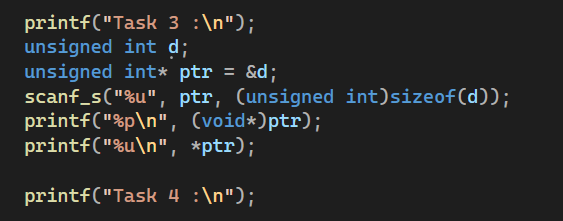 printf("Task 3 :\n");
unsigned int d;
unsigned int* ptr = &d;
scanf_s("%u", ptr, (unsigned int)sizeof(d));
printf("%p\n", (void*)ptr);
printf("%u\n", *ptr);
printf("Task 4 :\n");